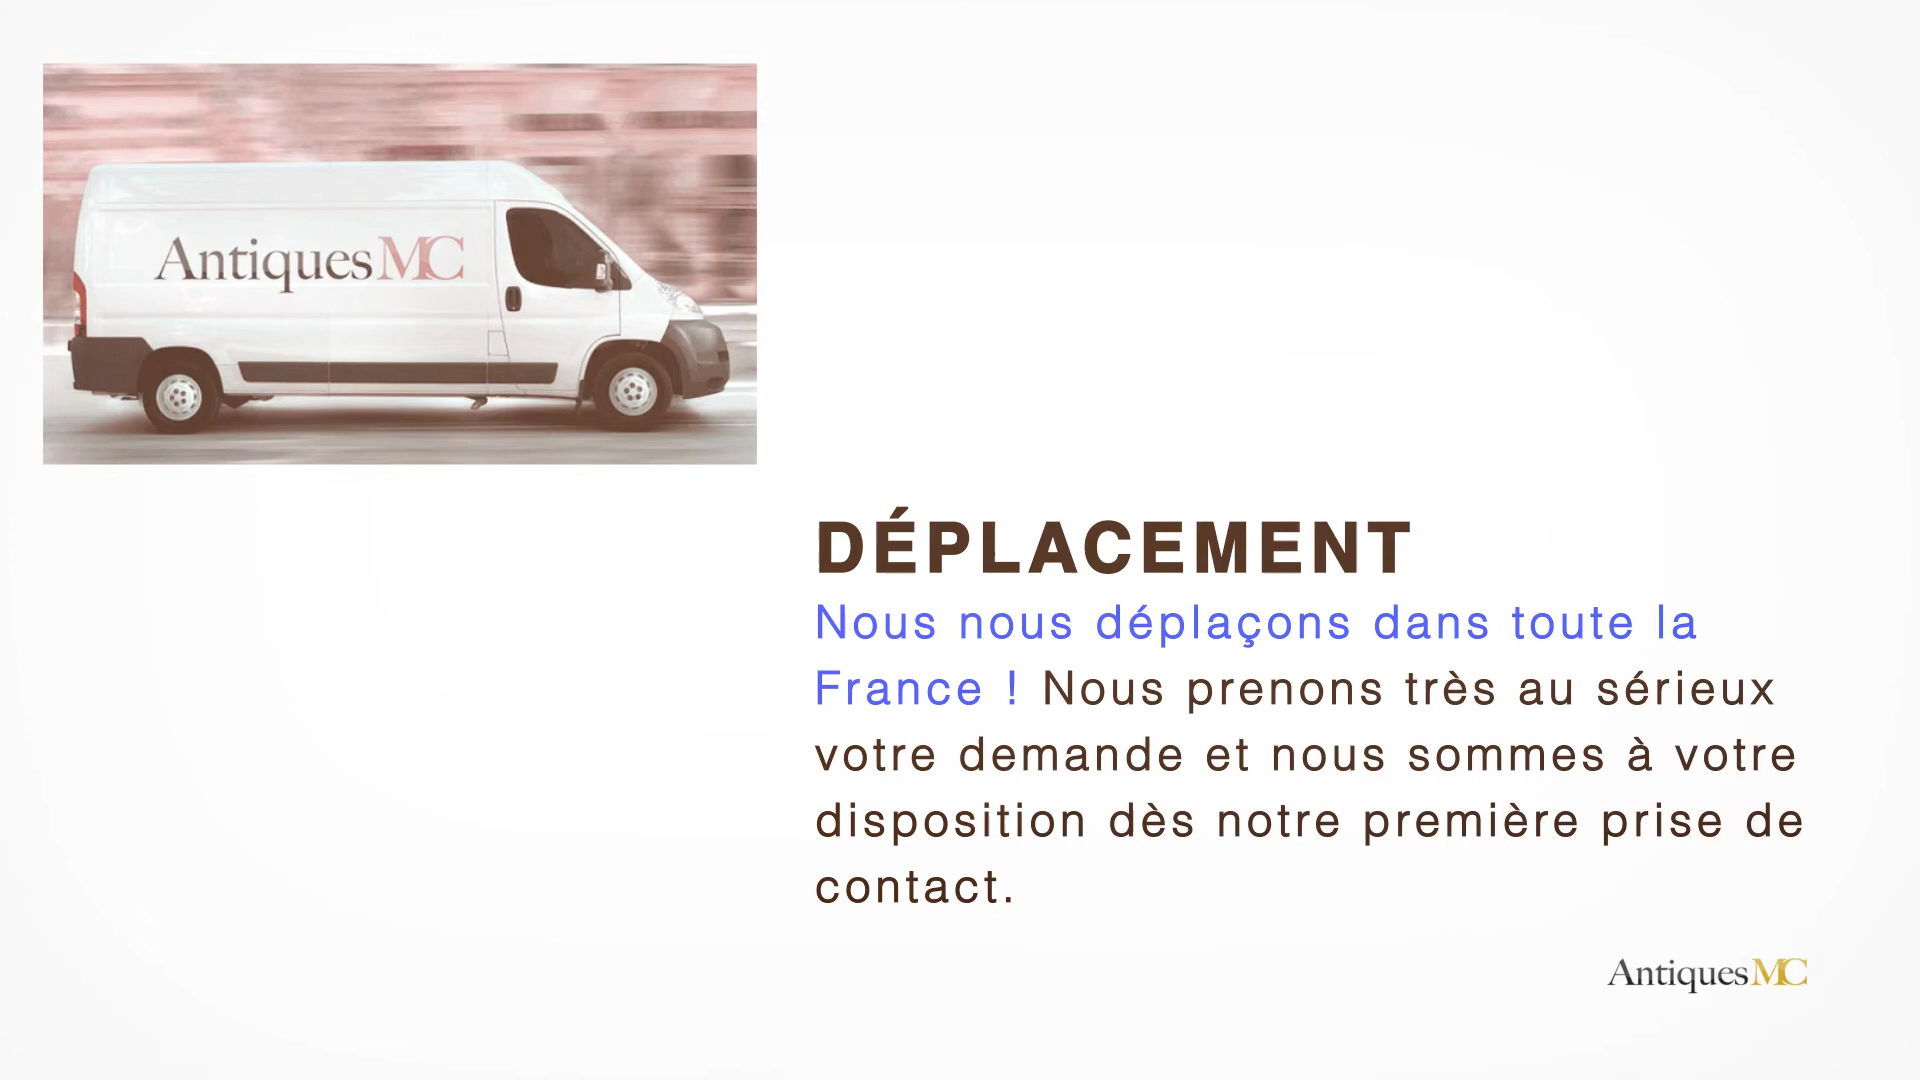 AntiquesMC
DÉPLACEMENT
Nous nous déplaçons dans toute la
France ! Nous prenons très au sérieux
votre demande et nous sommes à votre
disposition dès notre première prise de
contact.
AntiquesMC